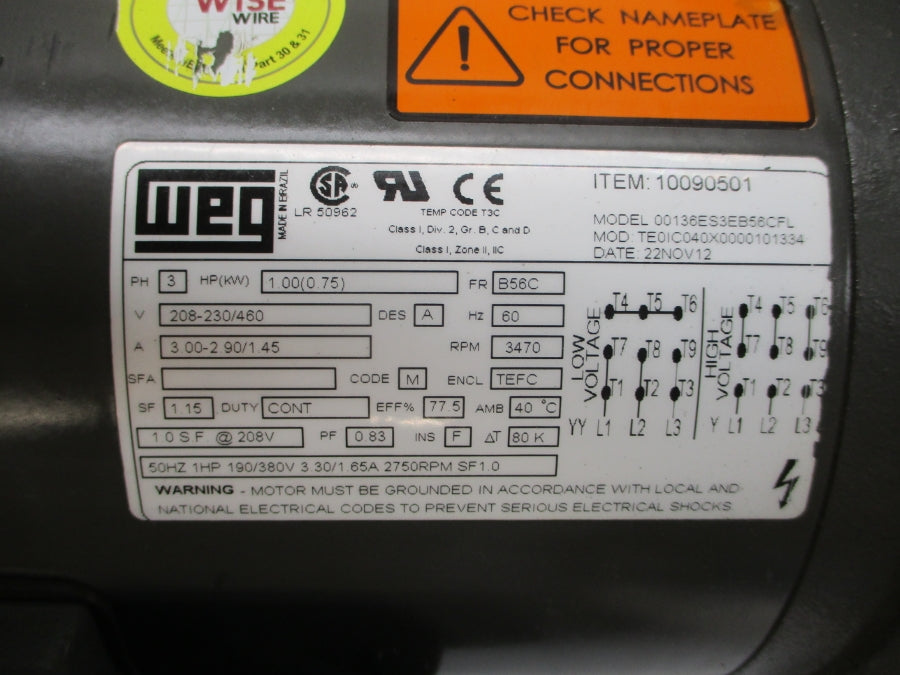 WISE
WIRE
Part 30 & 31
CHECK NAMEPLATE
FOR PROPER
CONNECTIONS
weg
MADE IN BRAZIL
SA ®
LR 50962
TEMP CODE T3C
Class I, Div. 2, Gr. B, C and D
Class I, Zone II, IIC
ITEM: 10090501
MODEL 00136ES3EB56CFL
MOD: TE0IC040X0000101334
DATE: 22NOV12
PH 3 HP(kW) 1.00(0.75) FR B56C
V 208-230/460 DES A Hz 60
A 3.00-2.90/1.45 RPM 3470
SFA CODE M ENCL TEFC
SF 1.15 DUTY CONT EFF% 77.5 AMB 40 °C
1.0 S F @ 208V PF 0.83 INS F ΔT 80 K
50HZ 1HP 190/380V 3.30/1.65A 2750RPM SF1.0
LOW VOLTAGE
T4 T5 T6
T7 T8 T9
T1 T2 T3
YY L1 L2 L3
HIGH VOLTAGE
T4 T5 T6
T7 T8 T9
T1 T2 T3
Y L1 L2 L3
WARNING - MOTOR MUST BE GROUNDED IN ACCORDANCE WITH LOCAL AND
NATIONAL ELECTRICAL CODES TO PREVENT SERIOUS ELECTRICAL SHOCKS